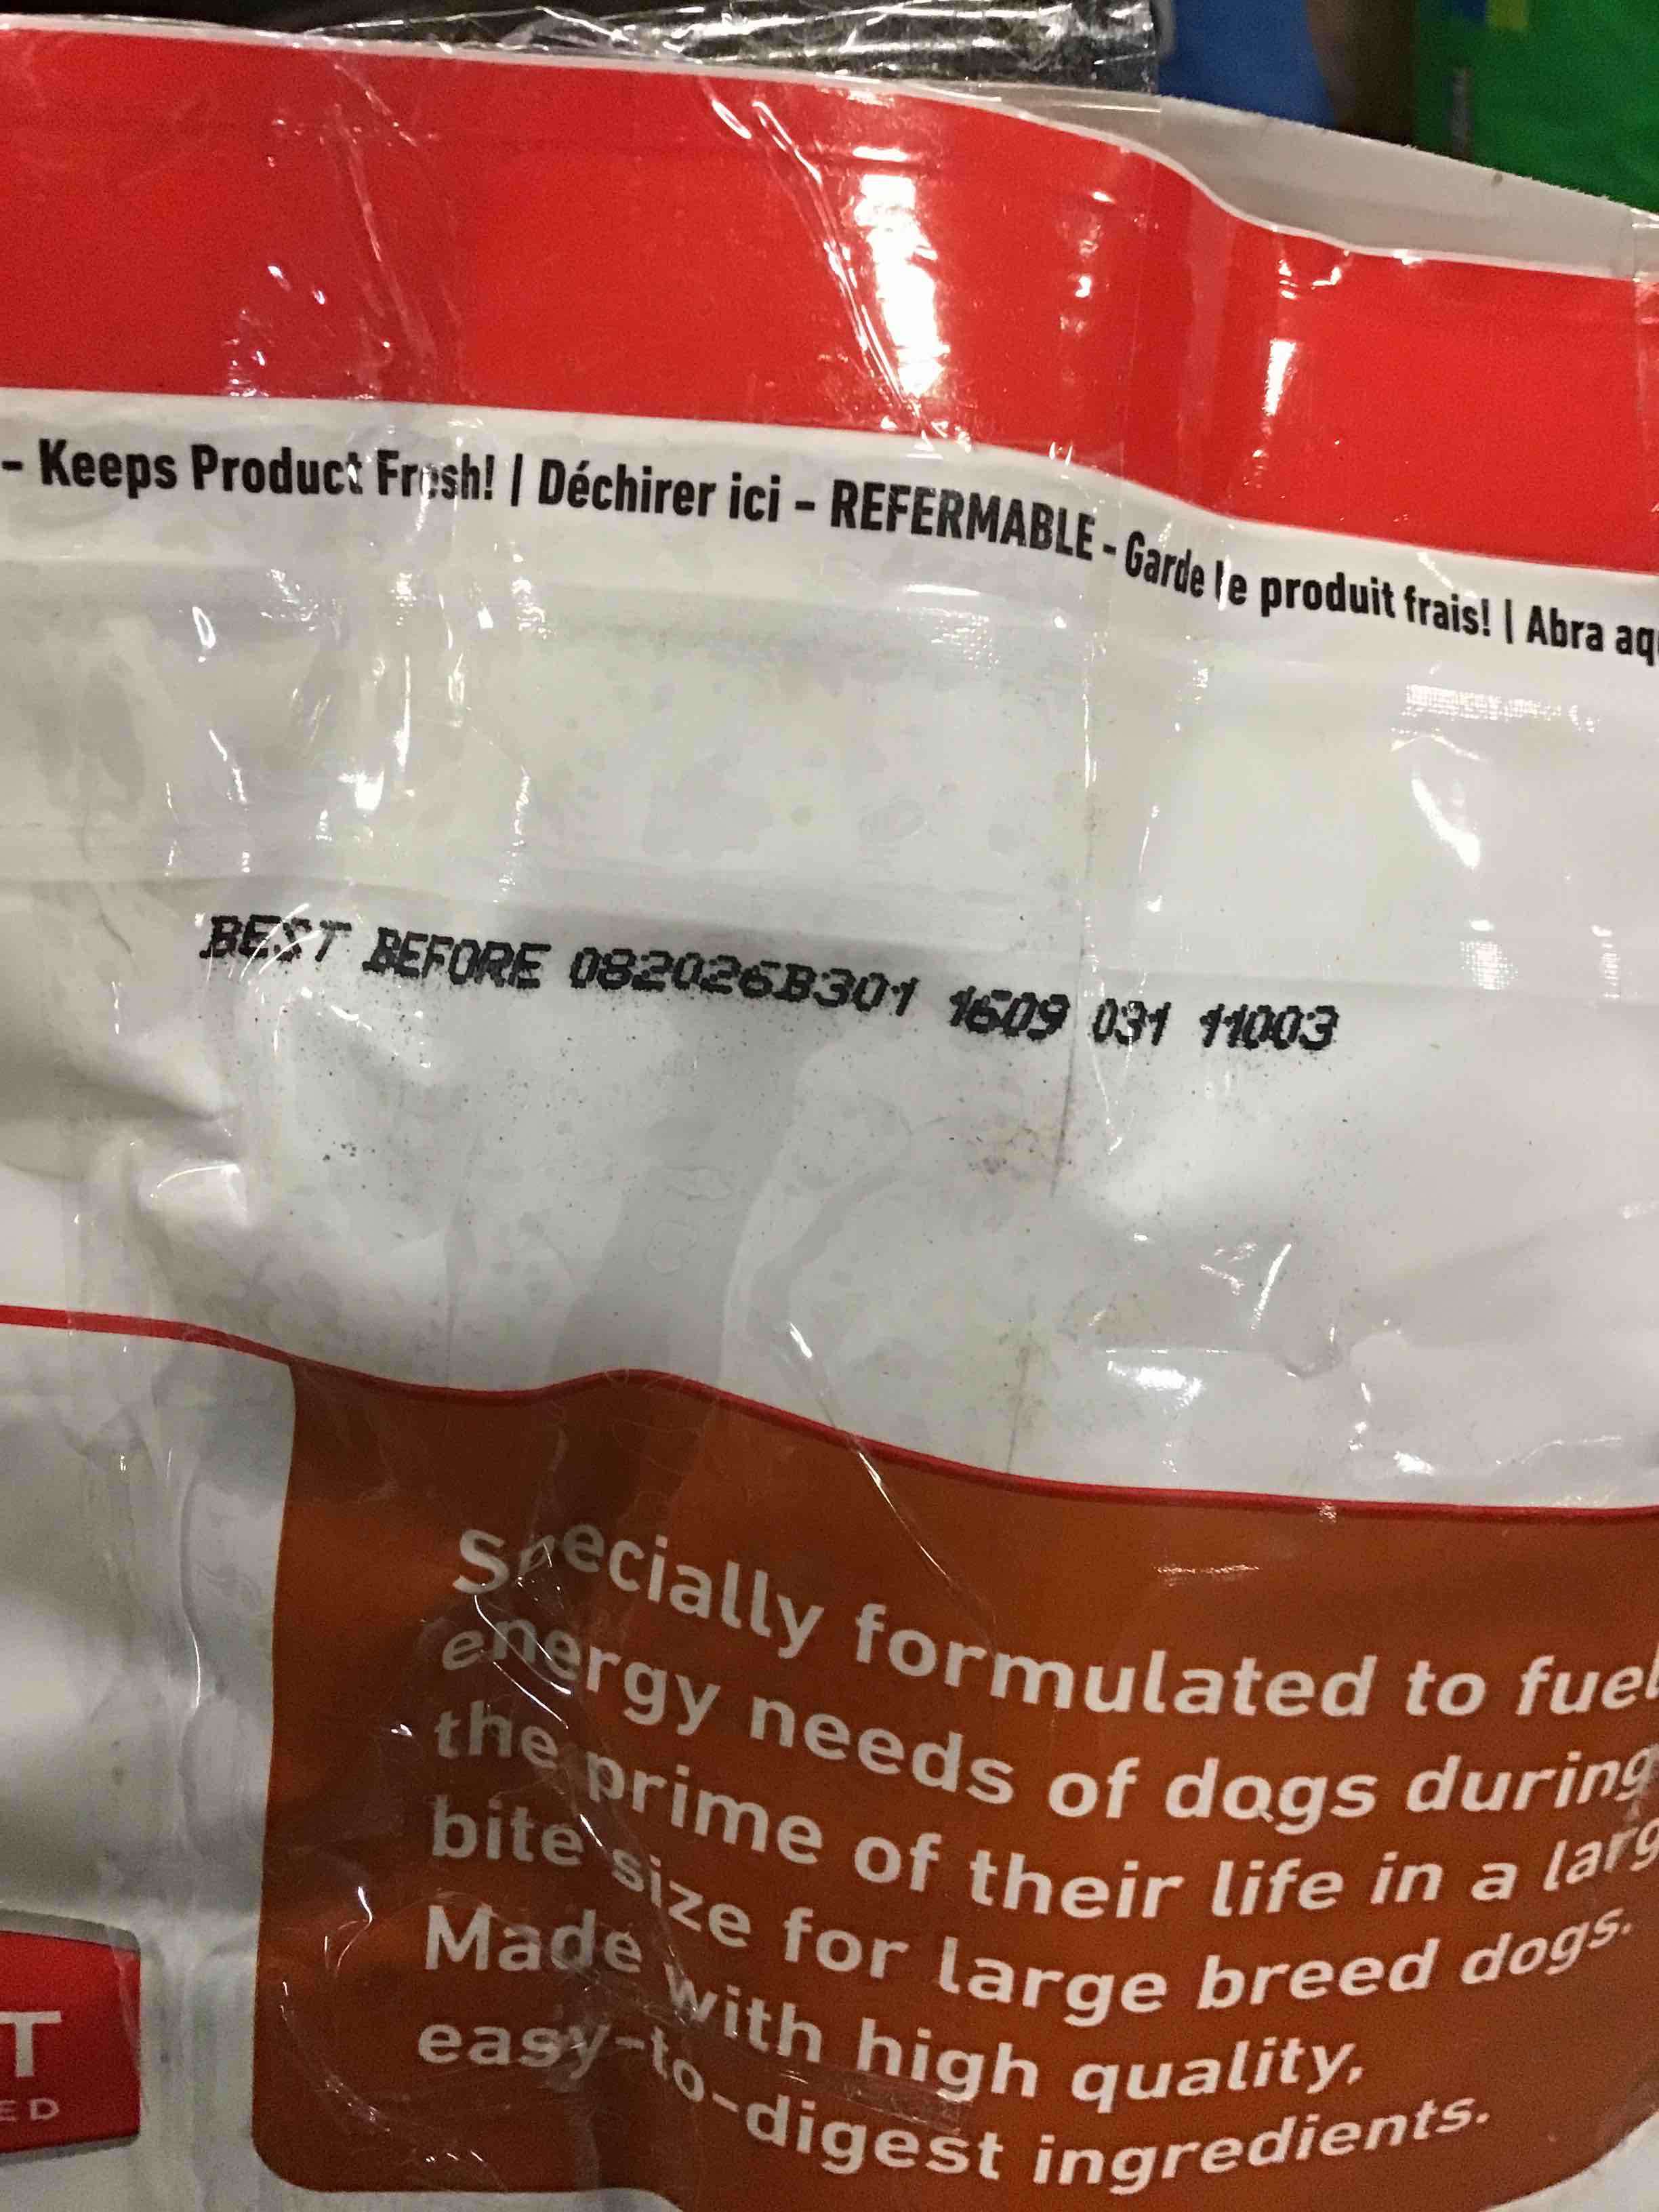 - Keeps Product Fresh! | Déchirer ici - REFERMABLE - Garde le produit frais! | Abra aq
BEST BEFORE 082026B301 1609 031 11003
Specially formulated to fuel
energy needs of dogs during
the prime of their life in a larg
bite size for large breed dogs.
Made with high quality,
easy-to-digest ingredients.
T
ED